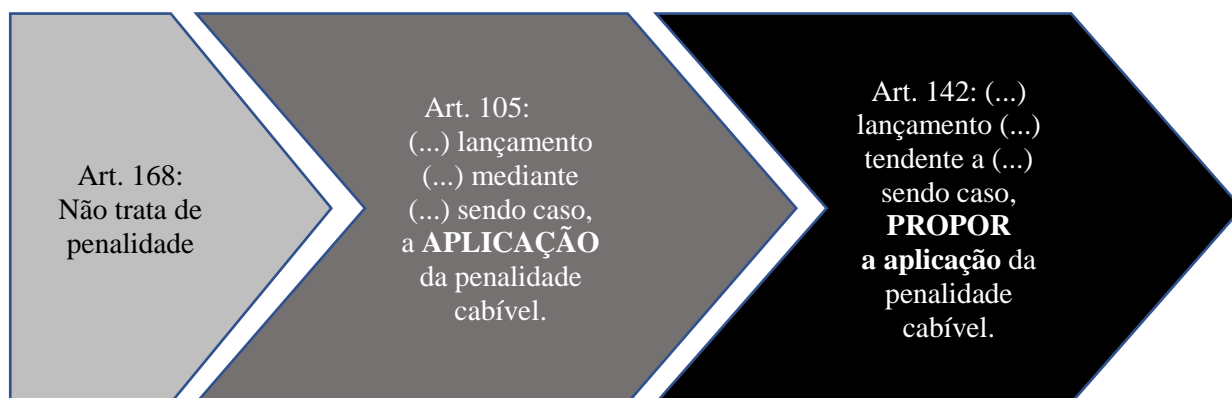 Art. 168:
Não trata de
penalidade
Art. 105:
(...) lançamento
(...) mediante
(...) sendo caso,
a APLICAÇÃO
da penalidade
cabível.
Art. 142: (...)
lançamento (...)
tendente a (...)
sendo caso,
PROPOR
a aplicação da
penalidade
cabível.